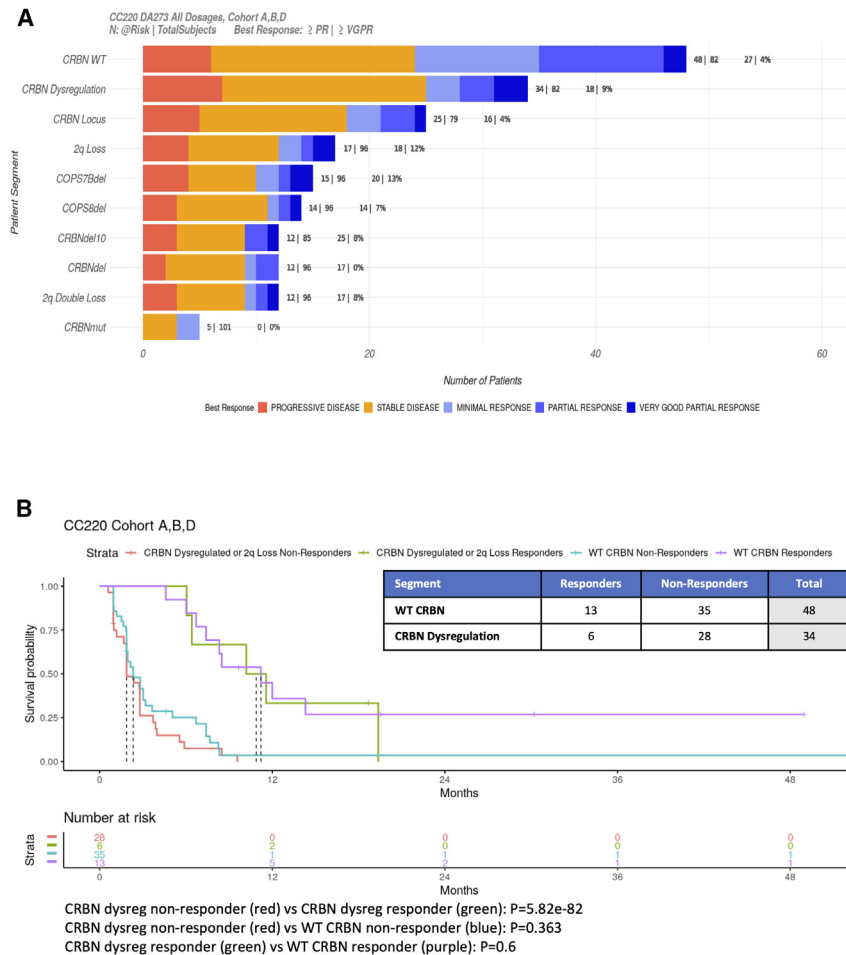 A
CC220 DA273 All Dosages, Cohort A,B,D
N: @Risk | TotalSubjects Best Response: ≥ PR | ≥ VGPR
Patient Segment
CRBN WT 48 | 82 27 | 4%
CRBN Dysregulation 34 | 82 18 | 9%
CRBN Locus 25 | 79 16 | 4%
2q Loss 17 | 96 18 | 12%
COPS7Bdel 15 | 96 20 | 13%
COPS8del 14 | 96 14 | 7%
CRBNdel10 12 | 85 25 | 8%
CRBNdel 12 | 96 17 | 0%
2q Double Loss 12 | 96 17 | 8%
CRBNmut 5 | 101 0 | 0%
0 20 40 60
Number of Patients
Best Response PROGRESSIVE DISEASE STABLE DISEASE MINIMAL RESPONSE PARTIAL RESPONSE VERY GOOD PARTIAL RESPONSE
B
CC220 Cohort A,B,D
Strata CRBN Dysregulated or 2q Loss Non-Responders CRBN Dysregulated or 2q Loss Responders WT CRBN Non-Responders WT CRBN Responders
Segment Responders Non-Responders Total
WT CRBN 13 35 48
CRBN Dysregulation 6 28 34
Survival probability
1.00
0.75
0.50
0.25
0.00
0 12 24 36 48
Months
Number at risk
Strata
28 0 0 0 0
6 2 0 0 0
35 1 1 1 1
13 5 2 1 1
0 12 24 36 48
Months
CRBN dysreg non-responder (red) vs CRBN dysreg responder (green): P=5.82e-82
CRBN dysreg non-responder (red) vs WT CRBN non-responder (blue): P=0.363
CRBN dysreg responder (green) vs WT CRBN responder (purple): P=0.6